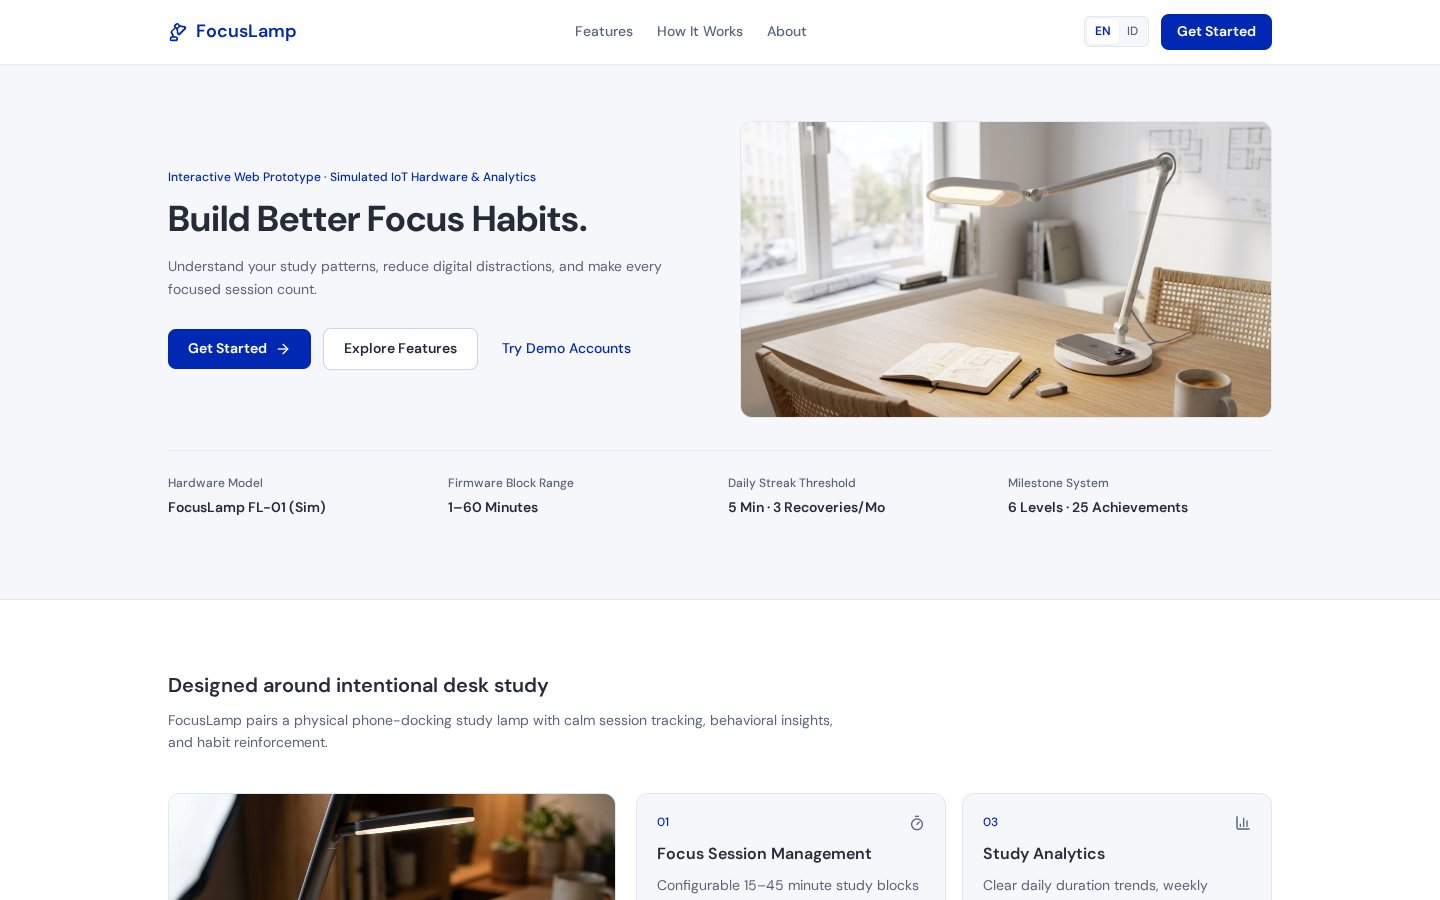 FocusLamp
Features
How It Works
About
EN
ID
Get Started
Interactive Web Prototype · Simulated IoT Hardware & Analytics
Build Better Focus Habits.
Understand your study patterns, reduce digital distractions, and make every
focused session count.
Get Started
Explore Features
Try Demo Accounts
Hardware Model
FocusLamp FL-01 (Sim)
Firmware Block Range
1–60 Minutes
Daily Streak Threshold
5 Min · 3 Recoveries/Mo
Milestone System
6 Levels · 25 Achievements
Designed around intentional desk study
FocusLamp pairs a physical phone-docking study lamp with calm session tracking, behavioral insights,
and habit reinforcement.
01
Focus Session Management
Configurable 15–45 minute study blocks
03
Study Analytics
Clear daily duration trends, weekly